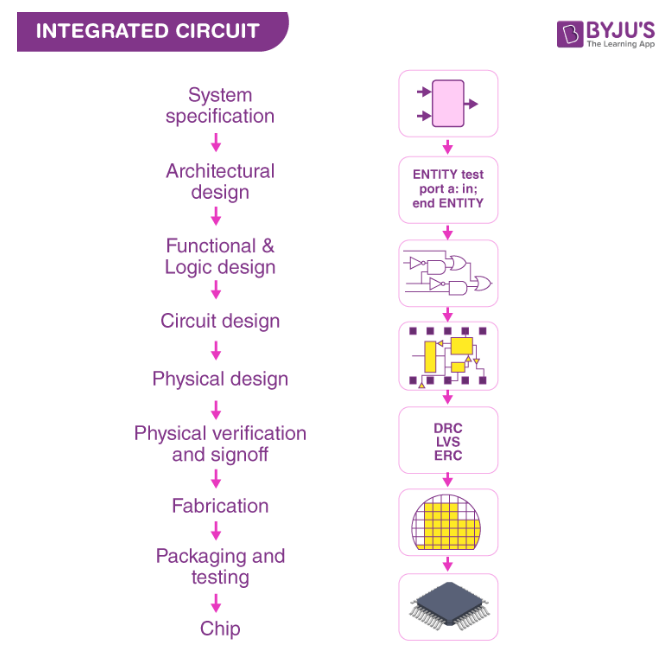 INTEGRATED CIRCUIT
BYJU'S
The Learning App
System
specification
Architectural
design
Functional &
Logic design
Circuit design
Physical design
Physical verification
and signoff
Fabrication
Packaging and
testing
Chip
ENTITY test
port a: in;
end ENTITY
DRC
LVS
ERC